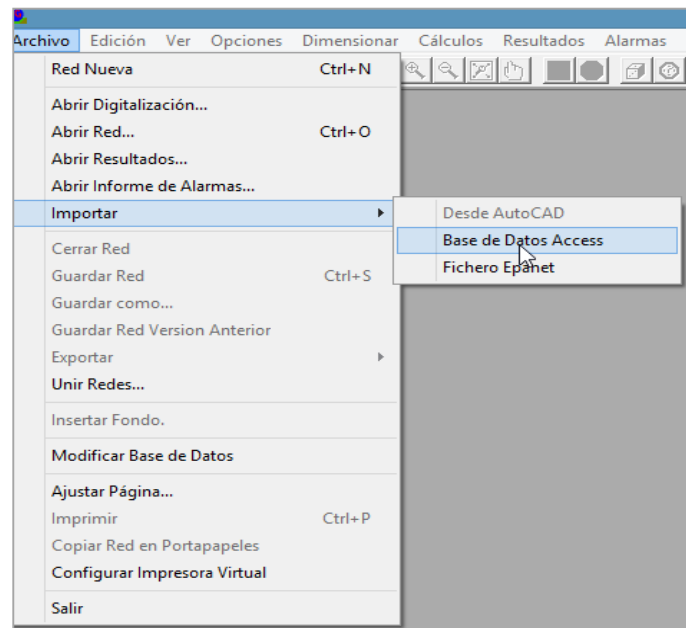 Archivo Edición Ver Opciones Dimensionar Cálculos Resultados Alarmas
Red Nueva Ctrl+N
Abrir Digitalización...
Abrir Red... Ctrl+O
Abrir Resultados...
Abrir Informe de Alarmas...
Importar
Desde AutoCAD
Base de Datos Access
Fichero Epanet
Cerrar Red
Guardar Red Ctrl+S
Guardar como...
Guardar Red Version Anterior
Exportar
Unir Redes...
Insertar Fondo.
Modificar Base de Datos
Ajustar Página...
Imprimir Ctrl+P
Copiar Red en Portapapeles
Configurar Impresora Virtual
Salir